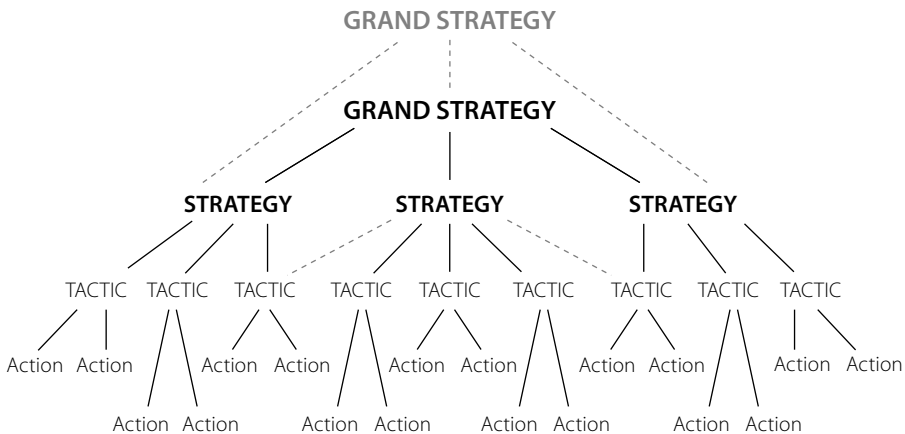 GRAND STRATEGY
GRAND STRATEGY
STRATEGY STRATEGY STRATEGY
TACTIC TACTIC TACTIC TACTIC TACTIC TACTIC TACTIC TACTIC TACTIC
Action Action Action Action Action Action Action Action Action Action
Action Action Action Action Action Action Action Action